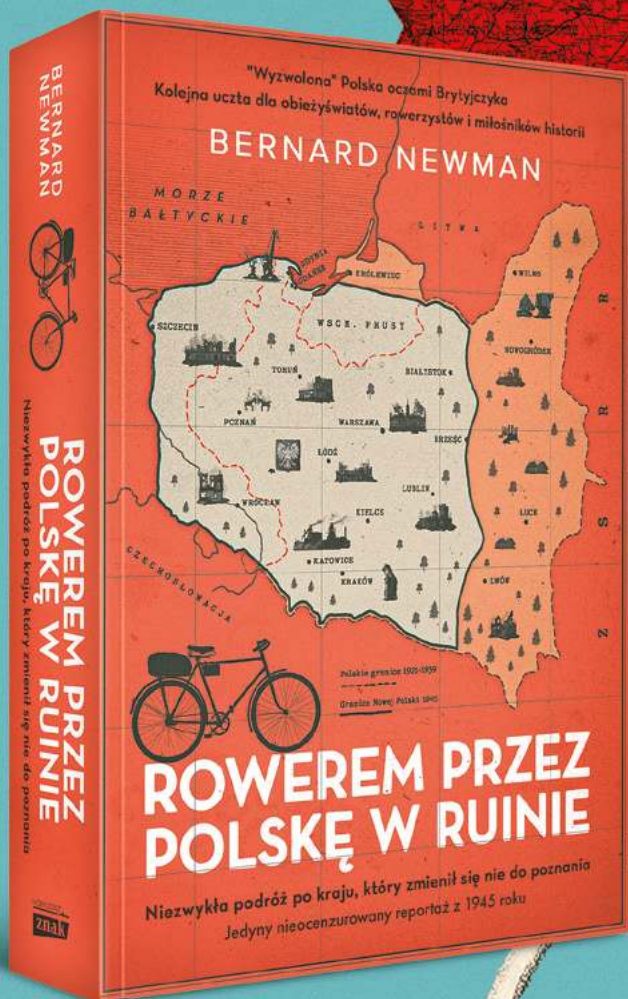 BERNARD
NEWMAN
ROWEREM PRZEZ
POLSKĘ W RUINIE
Niezwykła podróż po kraju, który zmienił się nie do poznania
znak
"Wyzwolona" Polska oczami Brytyjczyka
Kolejna uczta dla obieżyświatów, rowerzystów i miłośników historii
BERNARD NEWMAN
MORZE
BAŁTYCKIE
LITWA
GDYNIA
GDAŃSK
KRÓLEWIEC
WILNO
SZCZECIN
WSCH. PRUSY
NOWOGRÓDEK
TORUŃ
BIAŁYSTOK
POZNAŃ
WARSZAWA
BRZEŚĆ
ŁÓDŹ
LUBLIN
WROCŁAW
KIELCE
ŁUCK
KATOWICE
KRAKÓW
LWÓW
CZECHOSŁOWACJA
ZSRR
Polskie granice 1921-1939
Granice Nowej Polski 1945
ROWEREM PRZEZ
POLSKĘ W RUINIE
Niezwykła podróż po kraju, który zmienił się nie do poznania
Jedyny nieocenzurowany reportaż z 1945 roku